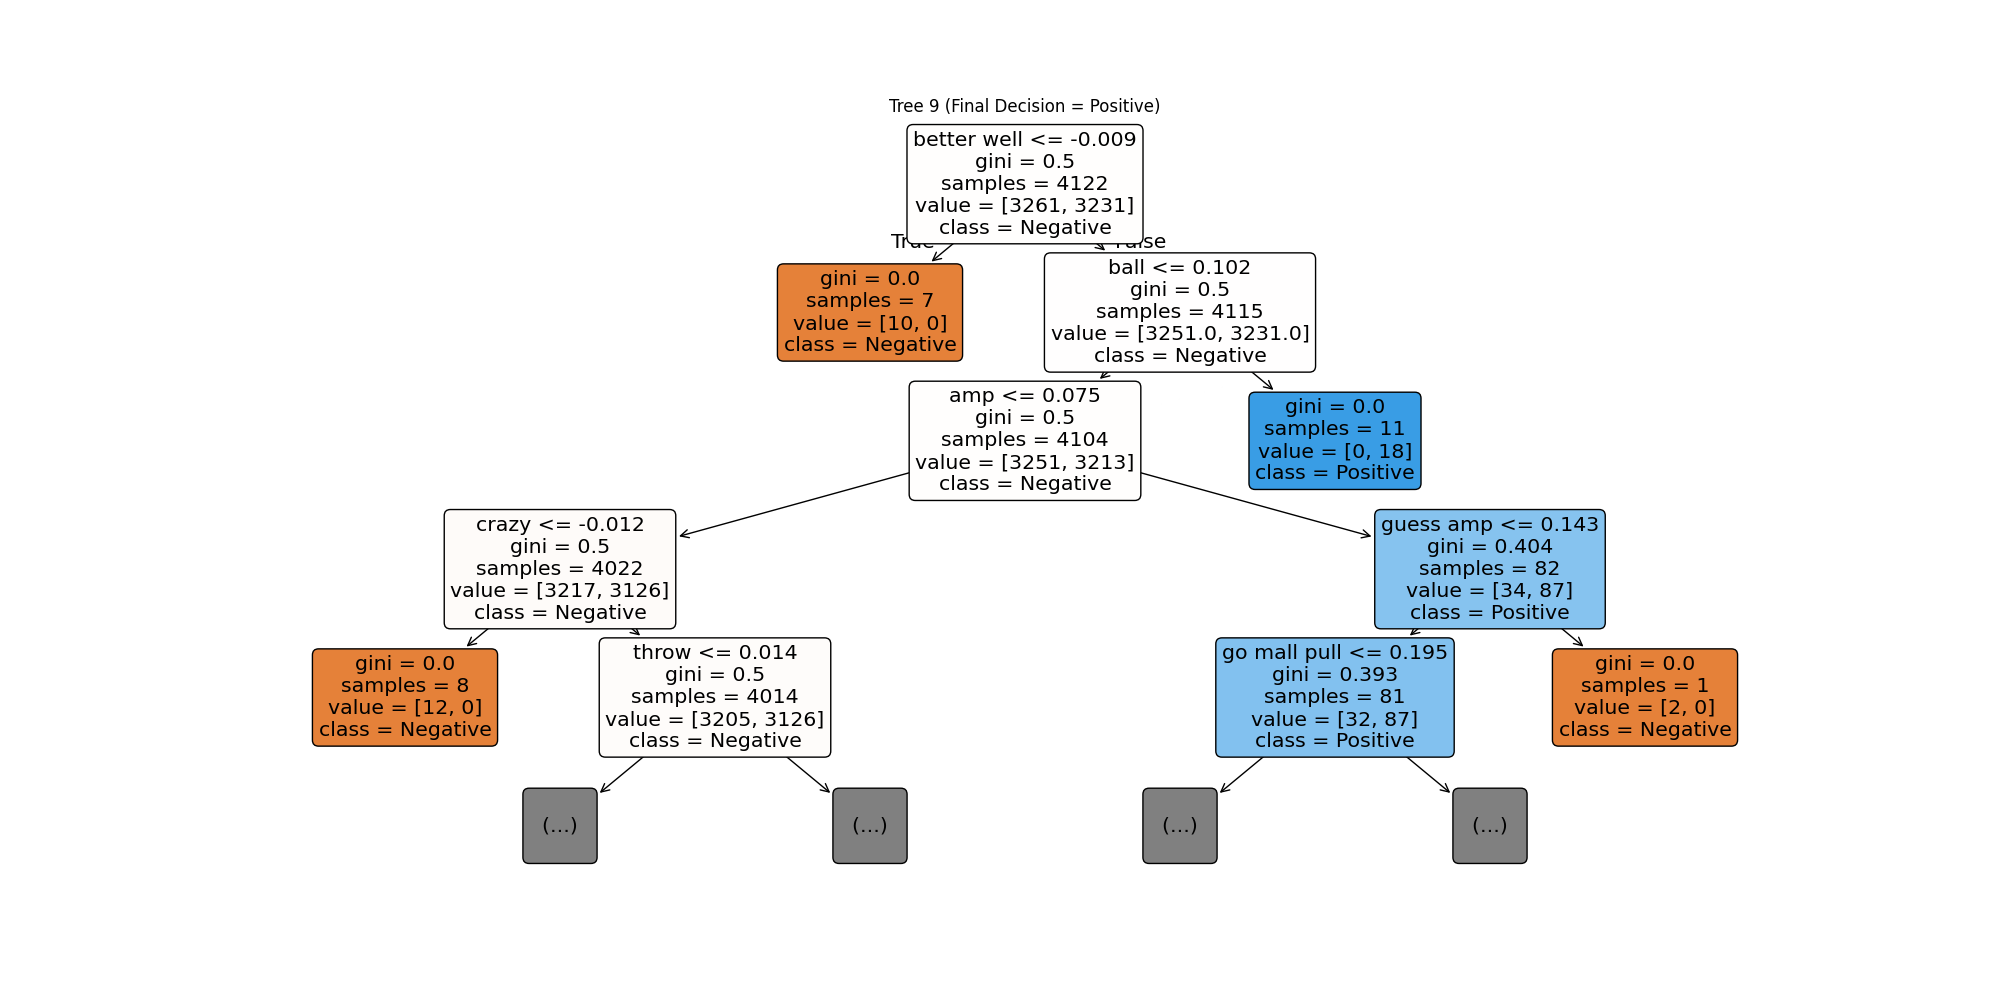 Tree 9 (Final Decision = Positive)
better well <= -0.009
gini = 0.5
samples = 4122
value = [3261, 3231]
class = Negative
True
False
gini = 0.0
samples = 7
value = [10, 0]
class = Negative
ball <= 0.102
gini = 0.5
samples = 4115
value = [3251.0, 3231.0]
class = Negative
amp <= 0.075
gini = 0.5
samples = 4104
value = [3251, 3213]
class = Negative
gini = 0.0
samples = 11
value = [0, 18]
class = Positive
crazy <= -0.012
gini = 0.5
samples = 4022
value = [3217, 3126]
class = Negative
guess amp <= 0.143
gini = 0.404
samples = 82
value = [34, 87]
class = Positive
gini = 0.0
samples = 8
value = [12, 0]
class = Negative
throw <= 0.014
gini = 0.5
samples = 4014
value = [3205, 3126]
class = Negative
go mall pull <= 0.195
gini = 0.393
samples = 81
value = [32, 87]
class = Positive
gini = 0.0
samples = 1
value = [2, 0]
class = Negative
(...)
(...)
(...)
(...)